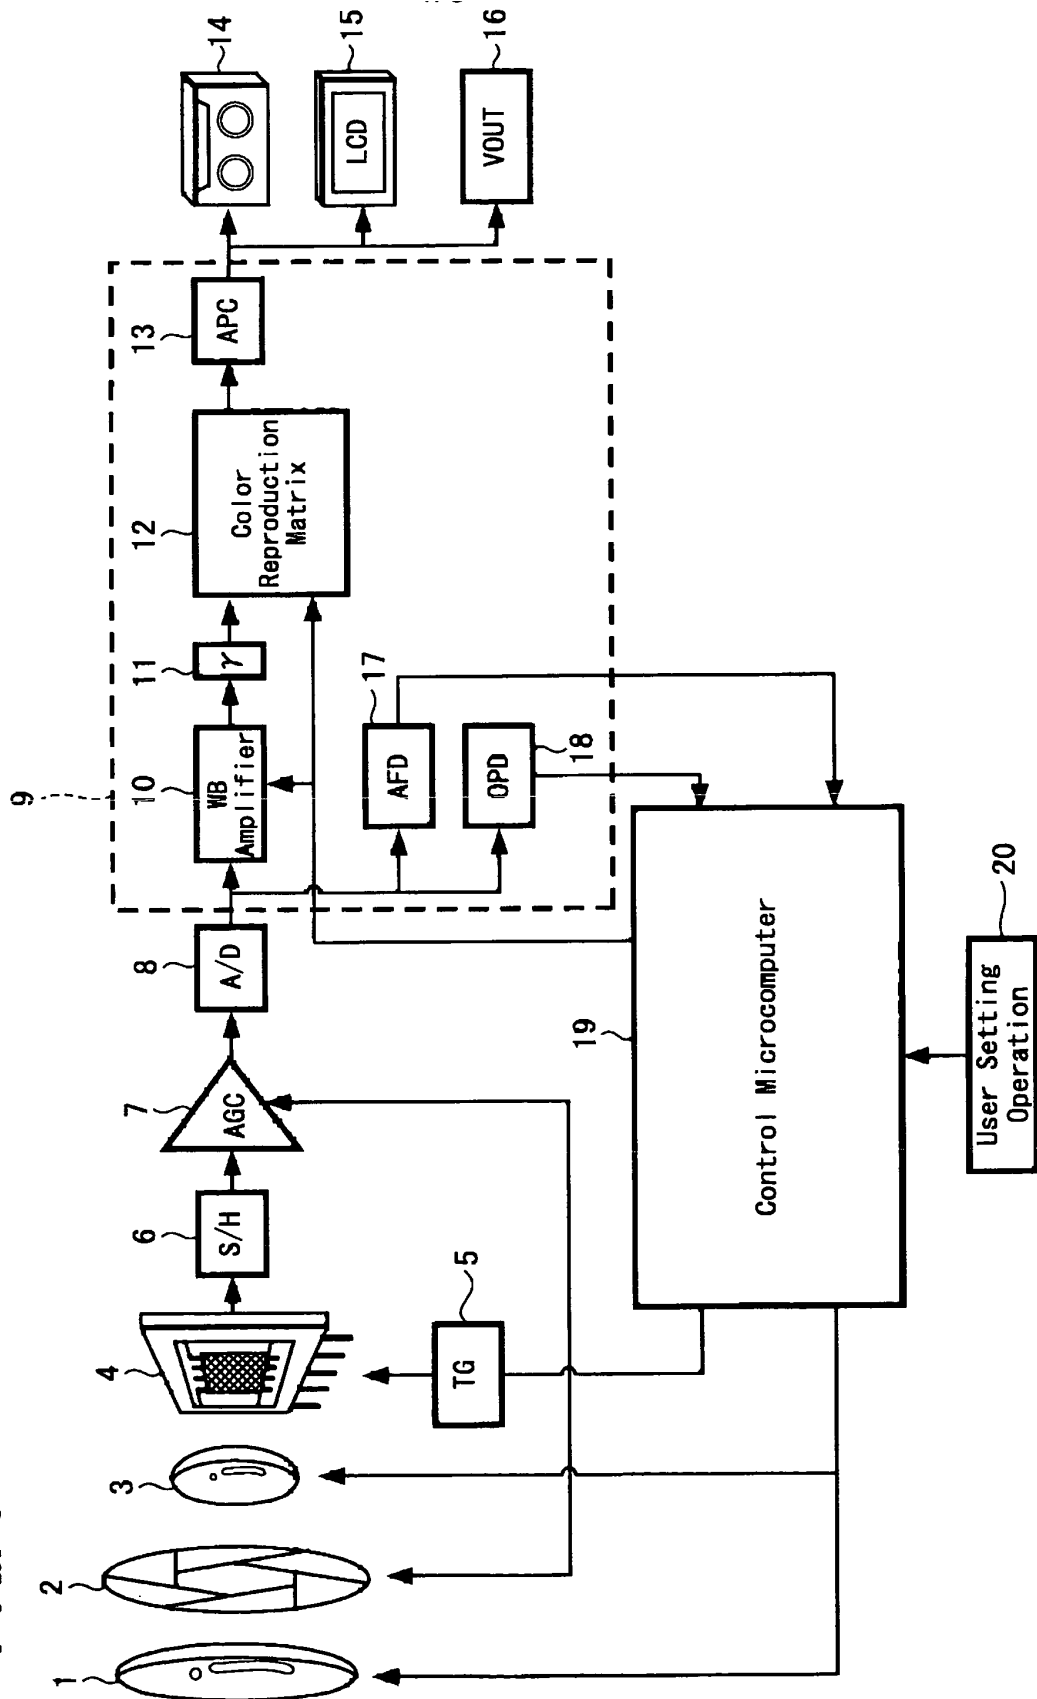 1
2
3
4
5
TG
6
S/H
7
AGC
8
A/D
9
10
WB
Amplifier
11
γ
12
Color
Reproduction
Matrix
13
APC
14
15
LCD
16
VOUT
17
AFD
18
OPD
19
Control Microcomputer
20
User Setting
Operation